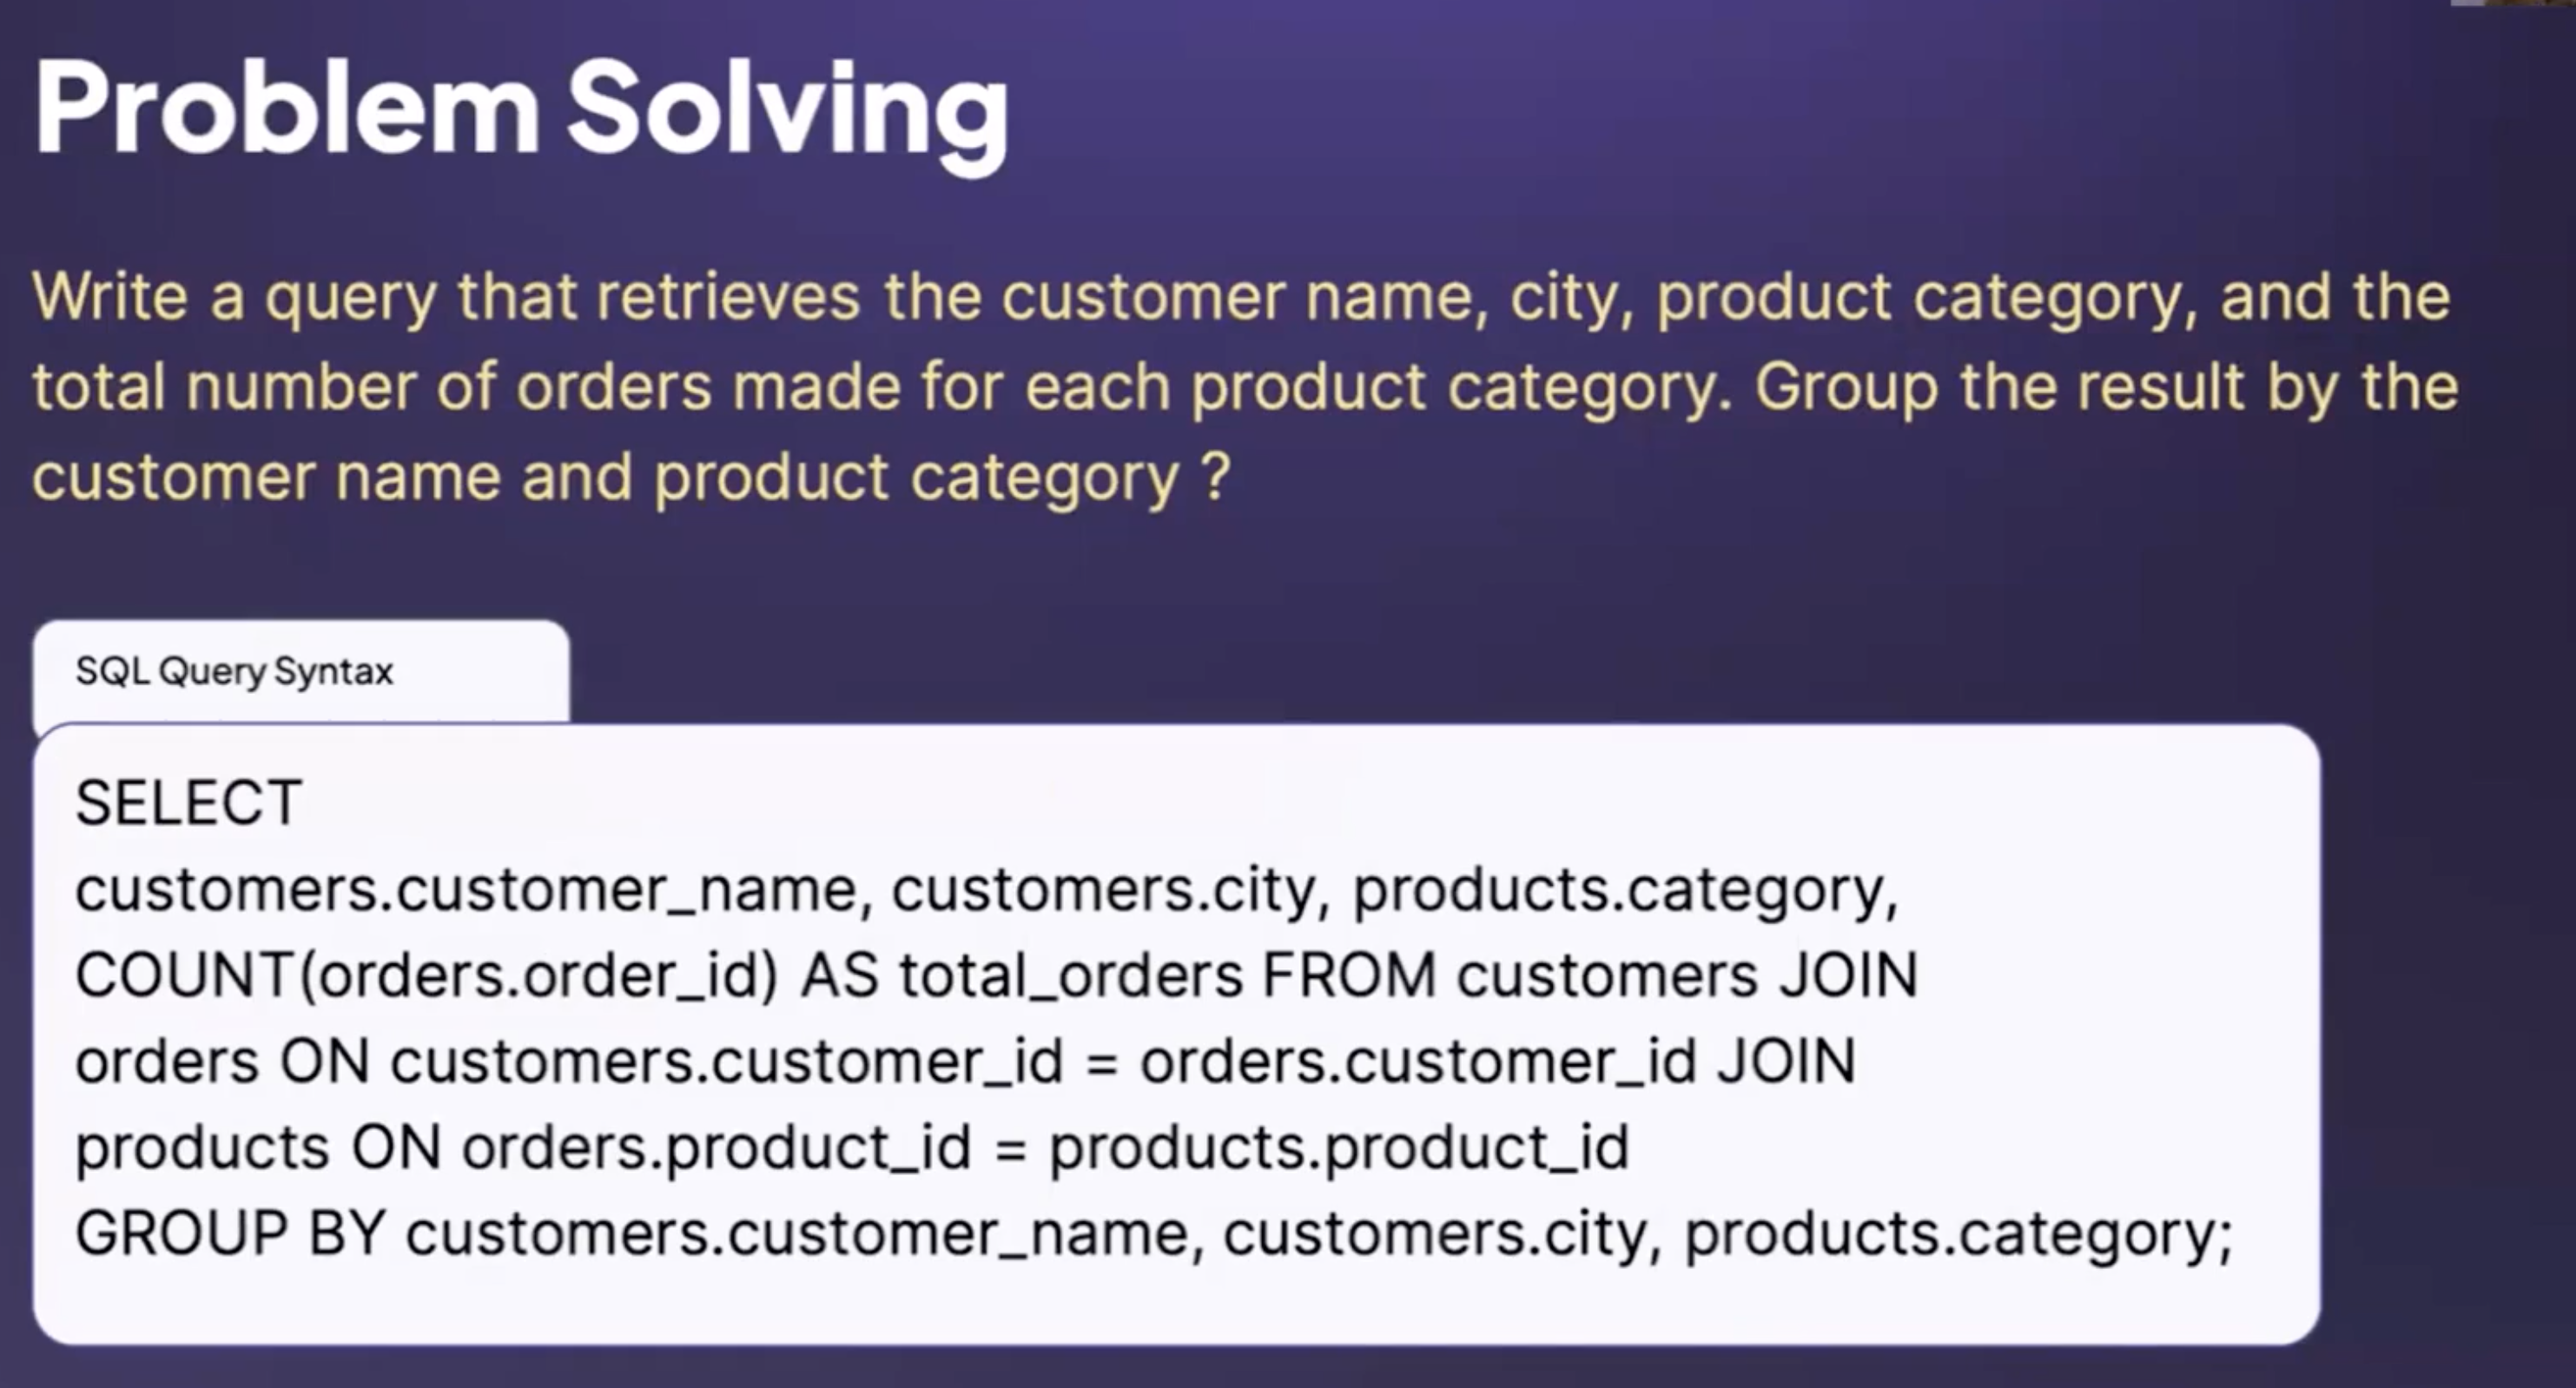 Problem Solving
Write a query that retrieves the customer name, city, product category, and the
total number of orders made for each product category. Group the result by the
customer name and product category ?
SQL Query Syntax
SELECT
customers.customer_name, customers.city, products.category,
COUNT(orders.order_id) AS total_orders FROM customers JOIN
orders ON customers.customer_id = orders.customer_id JOIN
products ON orders.product_id = products.product_id
GROUP BY customers.customer_name, customers.city, products.category;